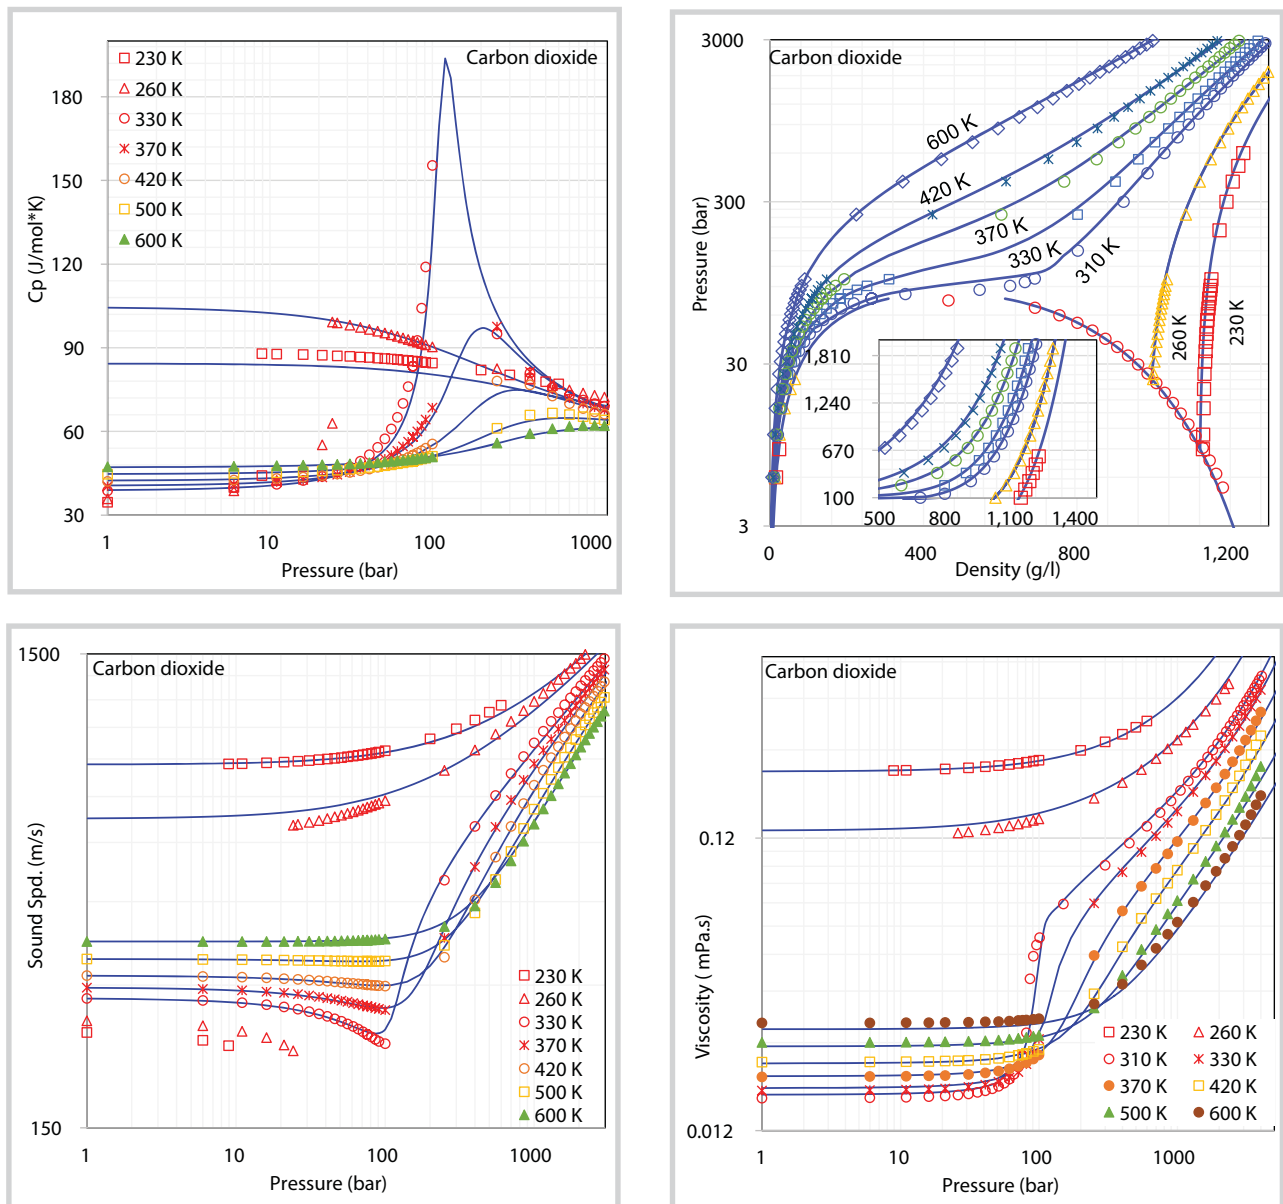 Carbon dioxide
230 K
260 K
330 K
370 K
420 K
500 K
600 K
180
150
120
90
60
30
1
10
100
1000
Cp (J/mol*K)
Pressure (bar)
Carbon dioxide
3000
300
30
3
0
400
800
1,200
Pressure (bar)
Density (g/l)
600 K
420 K
370 K
330 K
310 K
260 K
230 K
1,810
1,240
670
100
500
800
1,100
1,400
Carbon dioxide
1500
150
1
10
100
1000
Sound Spd. (m/s)
Pressure (bar)
230 K
260 K
330 K
370 K
420 K
500 K
600 K
Carbon dioxide
0.12
0.012
1
10
100
1000
Viscosity ( mPa.s)
Pressure (bar)
230 K 260 K
310 K 330 K
370 K 420 K
500 K 600 K